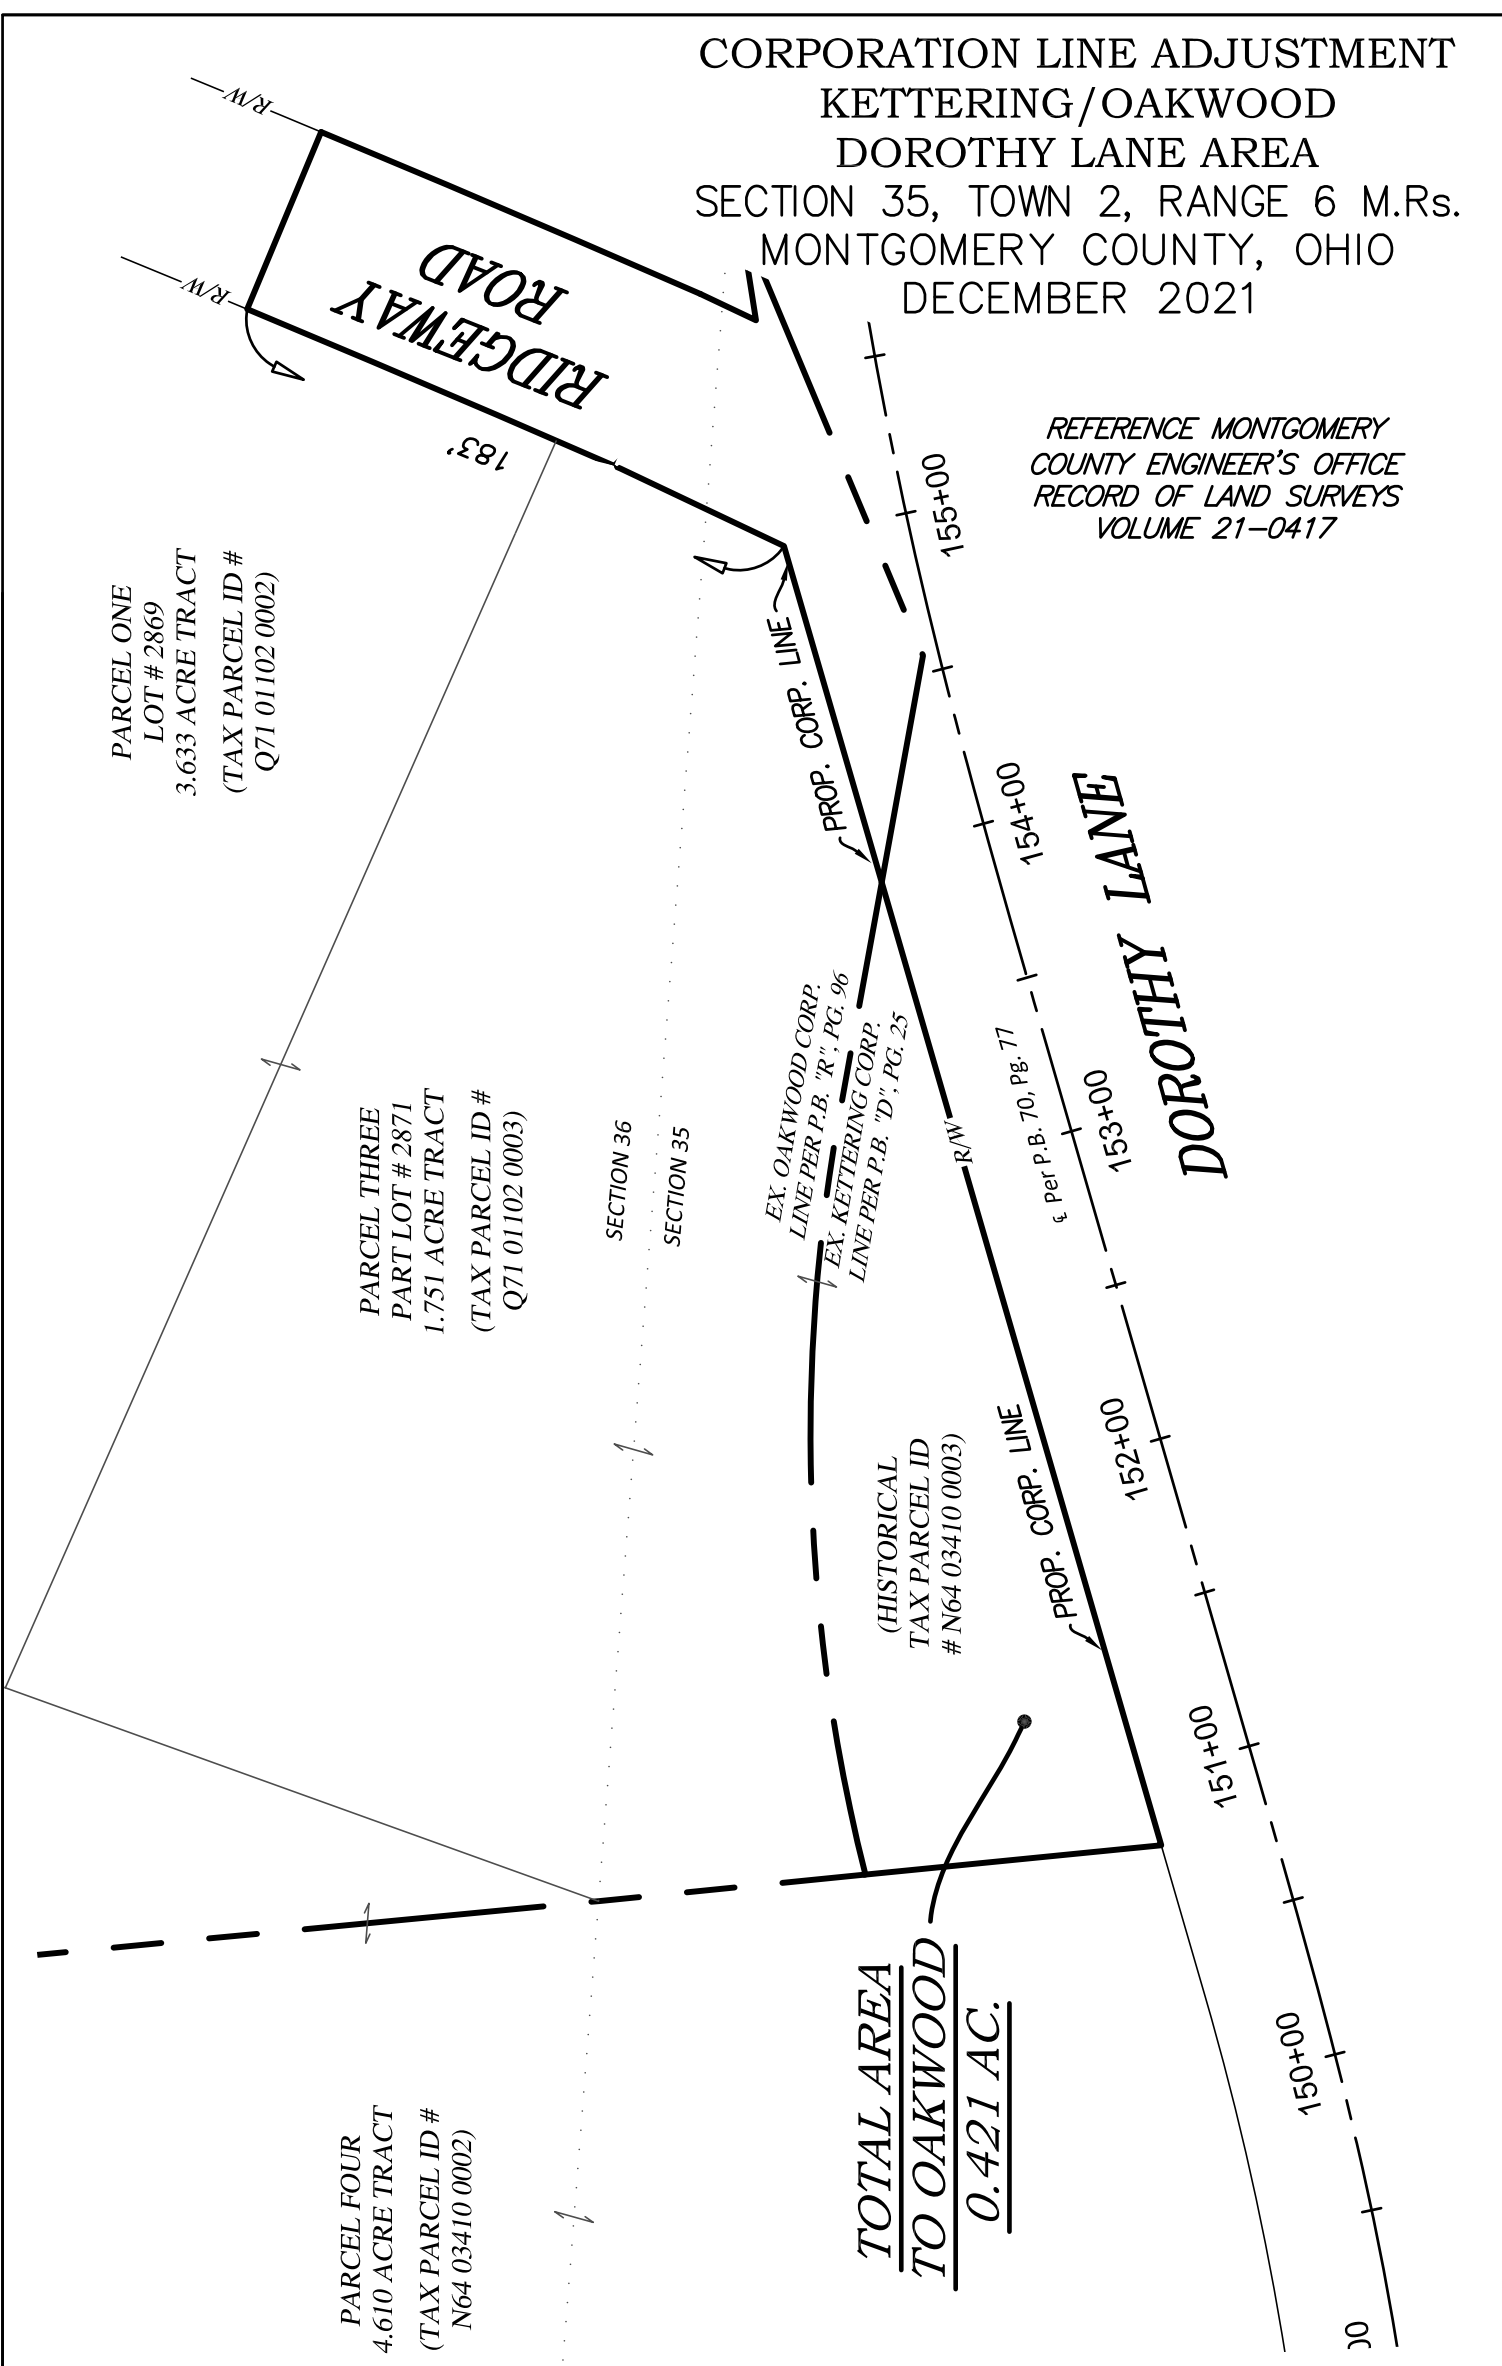 CORPORATION LINE ADJUSTMENT
KETTERING/OAKWOOD
DOROTHY LANE AREA
SECTION 35, TOWN 2, RANGE 6 M.Rs.
MONTGOMERY COUNTY, OHIO
DECEMBER 2021
REFERENCE MONTGOMERY
COUNTY ENGINEER'S OFFICE
RECORD OF LAND SURVEYS
VOLUME 21-0417
R/W
R/W
RIDGEWAY
ROAD
183'
PARCEL ONE
LOT # 2869
3.633 ACRE TRACT
(TAX PARCEL ID #
Q71 01102 0002)
PARCEL THREE
PART LOT # 2871
1.751 ACRE TRACT
(TAX PARCEL ID #
Q71 01102 0003)
SECTION 36
SECTION 35
PROP. CORP. LINE
EX. OAKWOOD CORP.
LINE PER P.B. "R", PG. 96
EX. KETTERING CORP.
LINE PER P.B. "D", PG. 25
R/W
℄ Per P.B. 70, Pg. 77
DOROTHY LANE
155+00
154+00
153+00
152+00
151+00
150+00
00
(HISTORICAL
TAX PARCEL ID
# N64 03410 0003)
PROP. CORP. LINE
TOTAL AREA
TO OAKWOOD
0.421 AC.
PARCEL FOUR
4.610 ACRE TRACT
(TAX PARCEL ID #
N64 03410 0002)